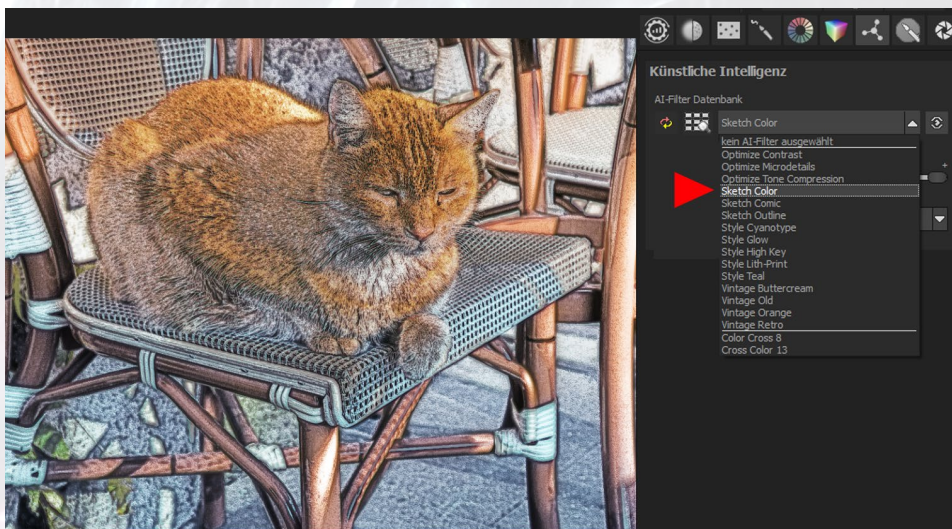 Künstliche Intelligenz
AI-Filter Datenbank
Sketch Color
kein AI-Filter ausgewählt
Optimize Contrast
Optimize Microdetails
Optimize Tone Compression
Sketch Color
Sketch Comic
Sketch Outline
Style Cyanotype
Style Glow
Style High Key
Style Lith-Print
Style Teal
Vintage Buttercream
Vintage Old
Vintage Orange
Vintage Retro
Color Cross 8
Cross Color 13